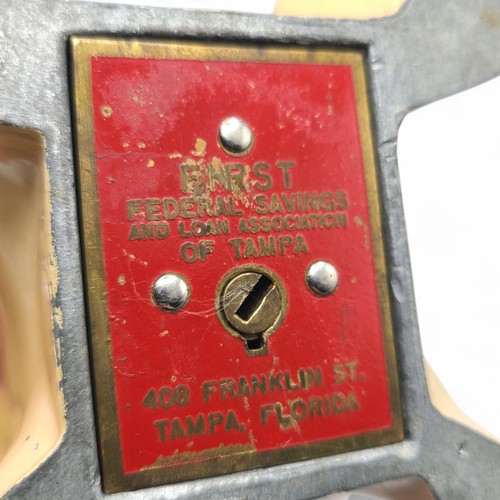 FIRST
FEDERAL SAVINGS
AND LOAN ASSOCIATION
OF TAMPA
408 FRANKLIN ST.
TAMPA, FLORIDA